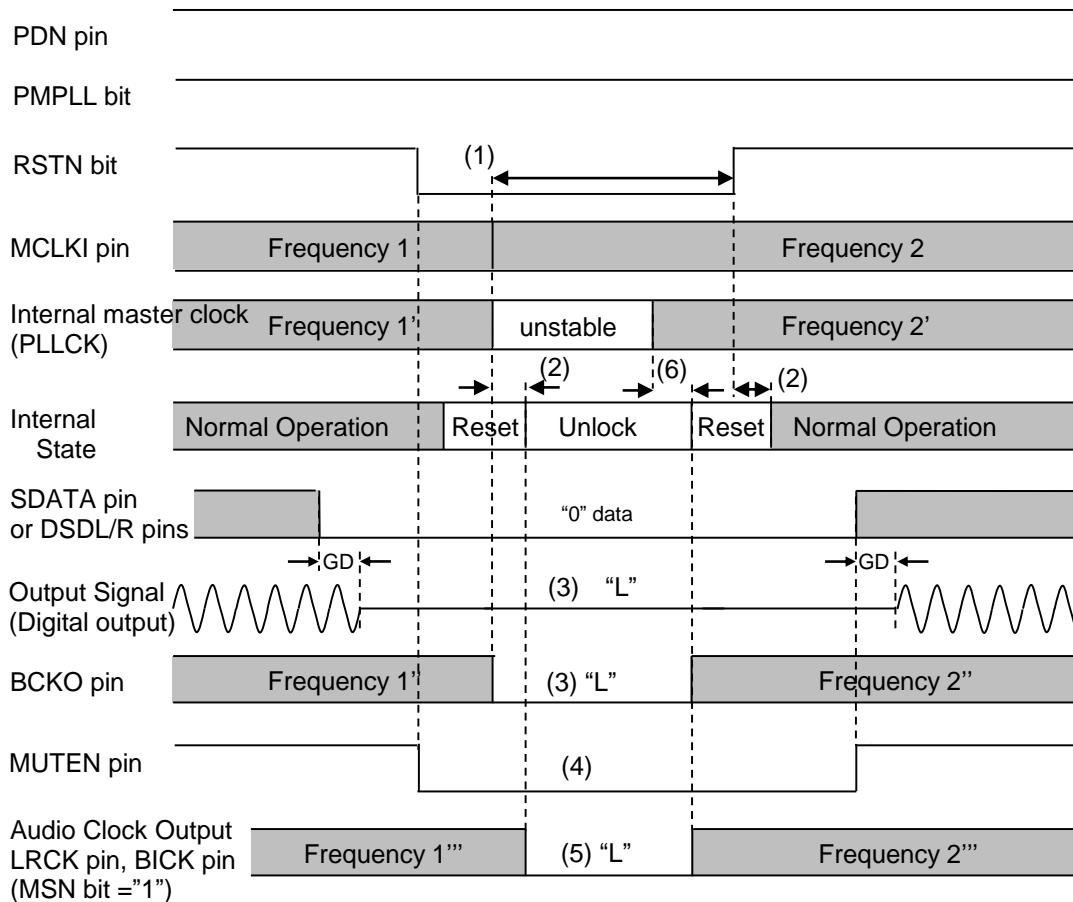 PDN pin
PMPLL bit
RSTN bit
(1)
MCLKI pin
Frequency 1
Frequency 2
Internal master clock
(PLLCK)
Frequency 1'
unstable
Frequency 2'
(2)
(6)
(2)
Internal
State
Normal Operation
Reset
Unlock
Reset
Normal Operation
SDATA pin
or DSDL/R pins
“0” data
GD
GD
Output Signal
(Digital output)
(3) “L”
BCKO pin
Frequency 1''
(3) “L”
Frequency 2''
MUTEN pin
(4)
Audio Clock Output
LRCK pin, BICK pin
(MSN bit =”1”)
Frequency 1'''
(5) “L”
Frequency 2'''